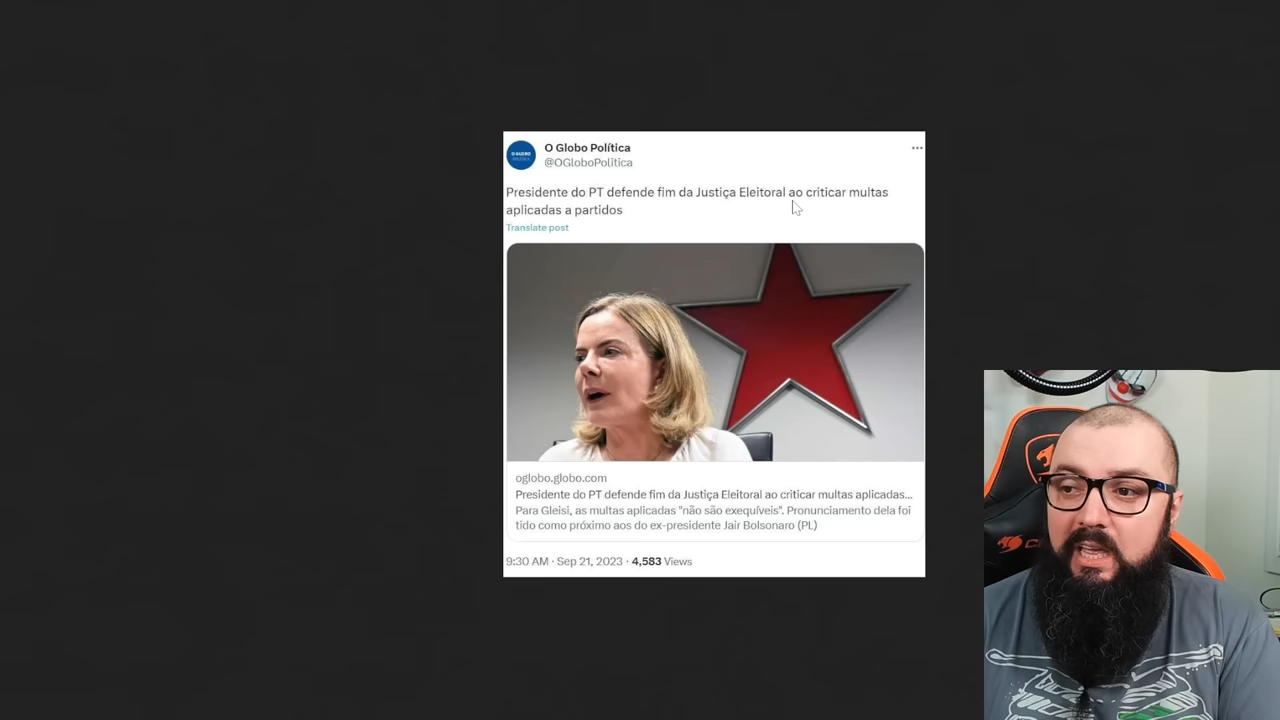 O Globo Política
@OGloboPolitica
Presidente do PT defende fim da Justiça Eleitoral ao criticar multas
aplicadas a partidos
Translate post
oglobo.globo.com
Presidente do PT defende fim da Justiça Eleitoral ao criticar multas aplicadas...
Para Gleisi, as multas aplicadas "não são exequíveis". Pronunciamento dela foi
tido como próximo aos do ex-presidente Jair Bolsonaro (PL)
9:30 AM · Sep 21, 2023 · 4,583 Views